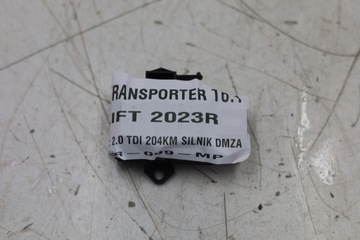 RANSPORTER T6.1
IFT 2023R
2.0 TDI 204KM SILNIK DMZA